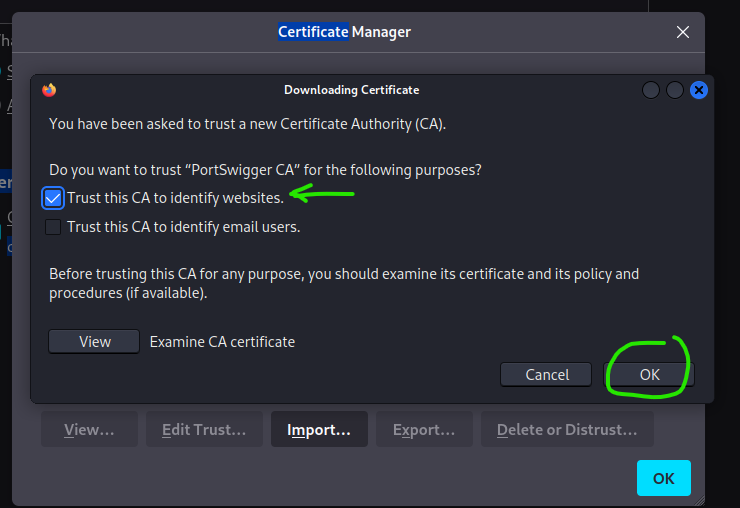 Certificate Manager
Downloading Certificate
You have been asked to trust a new Certificate Authority (CA).
Do you want to trust “PortSwigger CA” for the following purposes?
Trust this CA to identify websites.
Trust this CA to identify email users.
Before trusting this CA for any purpose, you should examine its certificate and its policy and
procedures (if available).
View Examine CA certificate
Cancel OK
View… Edit Trust… Import… Export… Delete or Distrust…
OK